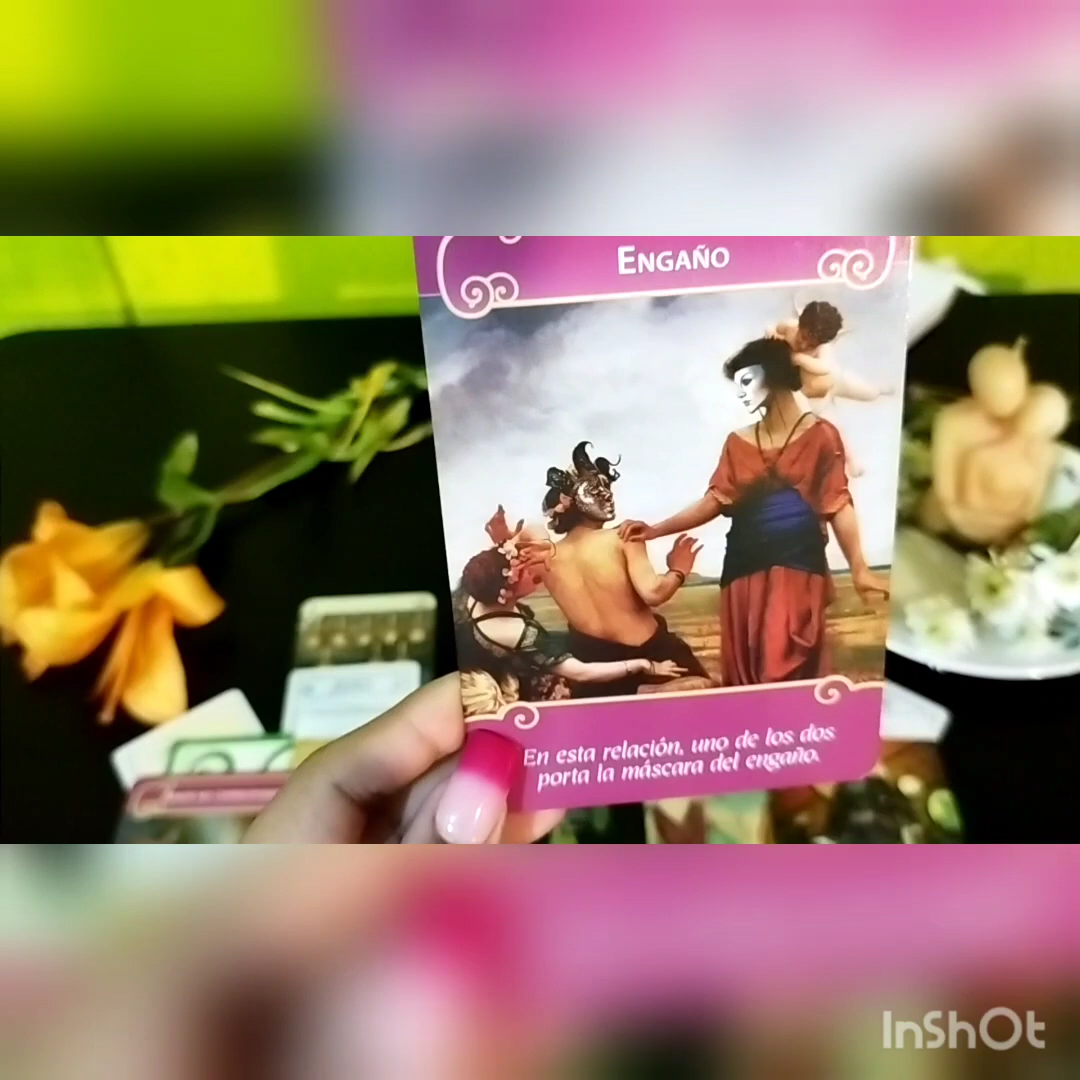 Engaño
En esta relación, uno de los dos
porta la máscara del engaño.
InShOt